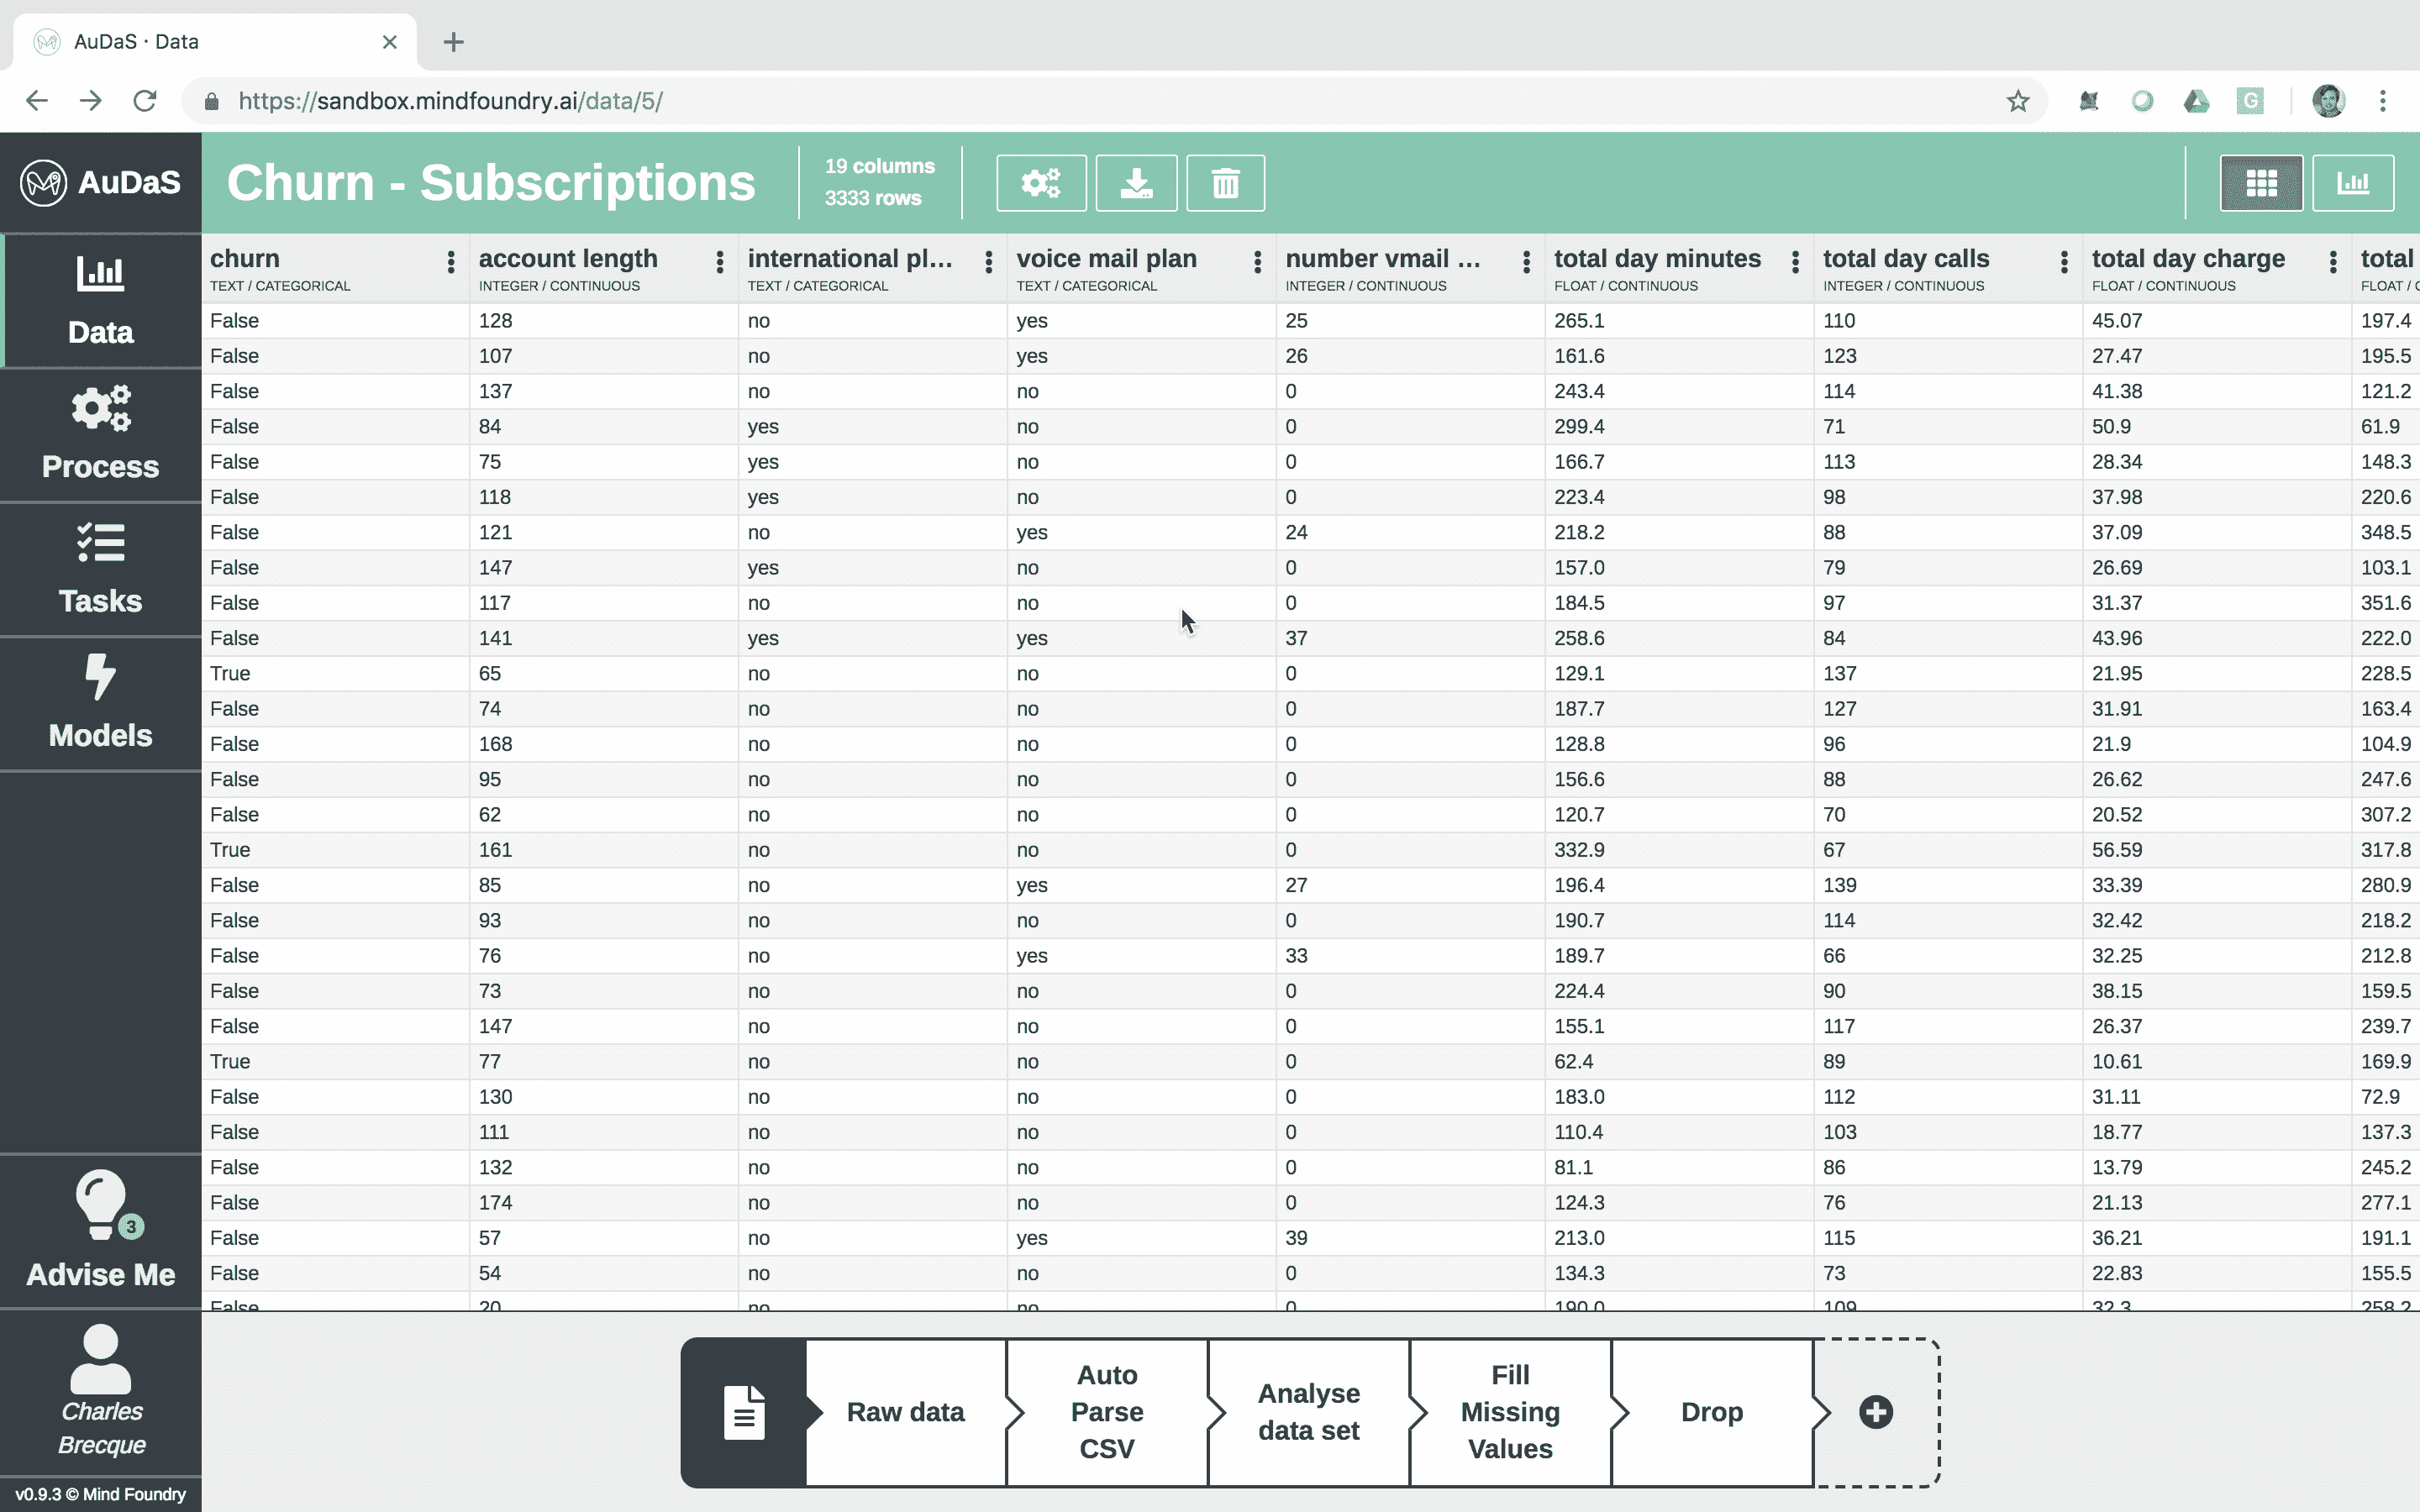 AuDaS · Data
https://sandbox.mindfoundry.ai/data/5/
G
AuDaS
Churn - Subscriptions
19 columns
3333 rows
Data
Process
Tasks
Models
3
Advise Me
Charles
Brecque
v0.9.3 © Mind Foundry
churn account length international pl... voice mail plan number vmail ... total day minutes total day calls total day charge total
TEXT / CATEGORICAL INTEGER / CONTINUOUS TEXT / CATEGORICAL TEXT / CATEGORICAL INTEGER / CONTINUOUS FLOAT / CONTINUOUS INTEGER / CONTINUOUS FLOAT / CONTINUOUS FLOAT /
False 128 no yes 25 265.1 110 45.07 197.4
False 107 no yes 26 161.6 123 27.47 195.5
False 137 no no 0 243.4 114 41.38 121.2
False 84 yes no 0 299.4 71 50.9 61.9
False 75 yes no 0 166.7 113 28.34 148.3
False 118 yes no 0 223.4 98 37.98 220.6
False 121 no yes 24 218.2 88 37.09 348.5
False 147 yes no 0 157.0 79 26.69 103.1
False 117 no no 0 184.5 97 31.37 351.6
False 141 yes yes 37 258.6 84 43.96 222.0
True 65 no no 0 129.1 137 21.95 228.5
False 74 no no 0 187.7 127 31.91 163.4
False 168 no no 0 128.8 96 21.9 104.9
False 95 no no 0 156.6 88 26.62 247.6
False 62 no no 0 120.7 70 20.52 307.2
True 161 no no 0 332.9 67 56.59 317.8
False 85 no yes 27 196.4 139 33.39 280.9
False 93 no no 0 190.7 114 32.42 218.2
False 76 no yes 33 189.7 66 32.25 212.8
False 73 no no 0 224.4 90 38.15 159.5
False 147 no no 0 155.1 117 26.37 239.7
True 77 no no 0 62.4 89 10.61 169.9
False 130 no no 0 183.0 112 31.11 72.9
False 111 no no 0 110.4 103 18.77 137.3
False 132 no no 0 81.1 86 13.79 245.2
False 174 no no 0 124.3 76 21.13 277.1
False 57 no yes 39 213.0 115 36.21 191.1
False 54 no no 0 134.3 73 22.83 155.5
False 20 no no 0 190.0 109 32.3 258.2
Raw data
Auto
Parse
CSV
Analyse
data set
Fill
Missing
Values
Drop